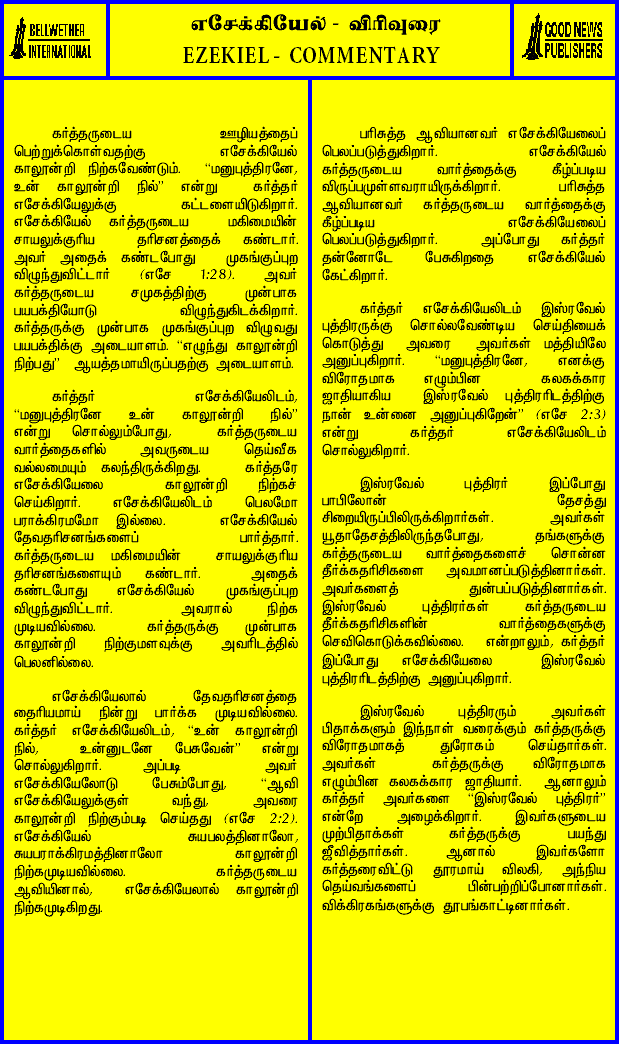 BELLWETHER
INTERNATIONAL
எசேக்கியேல் - விரிவுரை
EZEKIEL - COMMENTARY
GOOD NEWS
PUBLISHERS
கர்த்தருடைய ஊழியத்தைப்
பெற்றுக்கொள்வதற்கு எசேக்கியேல்
காலூன்றி நிற்கவேண்டும். “மனுபுத்திரனே,
உன் காலூன்றி நில்” என்று கர்த்தர்
எசேக்கியேலுக்கு கட்டளையிடுகிறார்.
எசேக்கியேல் கர்த்தருடைய மகிமையின்
சாயலுக்குரிய தரிசனத்தைக் கண்டார்.
அவர் அதைக் கண்டபோது முகங்குப்புற
விழுந்துவிட்டார் (எசே 1:28). அவர்
கர்த்தருடைய சமுகத்திற்கு முன்பாக
பயபக்தியோடு விழுந்துகிடக்கிறார்.
கர்த்தருக்கு முன்பாக முகங்குப்புற விழுவது
பயபக்திக்கு அடையாளம். “எழுந்து காலூன்றி
நிற்பது” ஆயத்தமாயிருப்பதற்கு அடையாளம்.
கர்த்தர் எசேக்கியேலிடம்,
“மனுபுத்திரனே உன் காலூன்றி நில்”
என்று சொல்லும்போது, கர்த்தருடைய
வார்த்தைகளில் அவருடைய தெய்வீக
வல்லமையும் கலந்திருக்கிறது. கர்த்தரே
எசேக்கியேலை காலூன்றி நிற்கச்
செய்கிறார். எசேக்கியேலிடம் பெலமோ
பராக்கிரமமோ இல்லை. எசேக்கியேல்
தேவதரிசனங்களைப் பார்த்தார்.
கர்த்தருடைய மகிமையின் சாயலுக்குரிய
தரிசனங்களையும் கண்டார். அதைக்
கண்டபோது எசேக்கியேல் முகங்குப்புற
விழுந்துவிட்டார். அவரால் நிற்க
முடியவில்லை. கர்த்தருக்கு முன்பாக
காலூன்றி நிற்குமளவுக்கு அவரிடத்தில்
பெலனில்லை.
எசேக்கியேலால் தேவதரிசனத்தை
தைரியமாய் நின்று பார்க்க முடியவில்லை.
கர்த்தர் எசேக்கியேலிடம், “உன் காலூன்றி
நில், உன்னுடனே பேசுவேன்” என்று
சொல்லுகிறார். அப்படி அவர்
எசேக்கியேலோடு பேசும்போது, “ஆவி
எசேக்கியேலுக்குள் வந்து, அவரை
காலூன்றி நிற்கும்படி செய்தது (எசே 2:2).
எசேக்கியேல் சுயபலத்தினாலோ,
சுயபராக்கிரமத்தினாலோ காலூன்றி
நிற்கமுடியவில்லை. கர்த்தருடைய
ஆவியினால், எசேக்கியேலால் காலூன்றி
நிற்கமுடிகிறது.
பரிசுத்த ஆவியானவர் எசேக்கியேலைப்
பெலப்படுத்துகிறார். எசேக்கியேல்
கர்த்தருடைய வார்த்தைக்கு கீழ்ப்படிய
விருப்பமுள்ளவராயிருக்கிறார். பரிசுத்த
ஆவியானவர் கர்த்தருடைய வார்த்தைக்கு
கீழ்ப்படிய எசேக்கியேலைப்
பெலப்படுத்துகிறார். அப்போது கர்த்தர்
தன்னோடே பேசுகிறதை எசேக்கியேல்
கேட்கிறார்.
கர்த்தர் எசேக்கியேலிடம் இஸ்ரவேல்
புத்திரருக்கு சொல்லவேண்டிய செய்தியைக்
கொடுத்து அவரை அவர்கள் மத்தியிலே
அனுப்புகிறார். “மனுபுத்திரனே, எனக்கு
விரோதமாக எழும்பின கலகக்கார
ஜாதியாகிய இஸ்ரவேல் புத்திரரிடத்திற்கு
நான் உன்னை அனுப்புகிறேன்” (எசே 2:3)
என்று கர்த்தர் எசேக்கியேலிடம்
சொல்லுகிறார்.
இஸ்ரவேல் புத்திரர் இப்போது
பாபிலோன் தேசத்து
சிறையிருப்பிலிருக்கிறார்கள். அவர்கள்
யூதாதேசத்திலிருந்தபோது, தங்களுக்கு
கர்த்தருடைய வார்த்தைகளைச் சொன்ன
தீர்க்கதரிசிகளை அவமானப்படுத்தினார்கள்.
அவர்களைத் துன்பப்படுத்தினார்கள்.
இஸ்ரவேல் புத்திரர்கள் கர்த்தருடைய
தீர்க்கதரிசிகளின் வார்த்தைகளுக்கு
செவிகொடுக்கவில்லை. என்றாலும், கர்த்தர்
இப்போது எசேக்கியேலை இஸ்ரவேல்
புத்திரரிடத்திற்கு அனுப்புகிறார்.
இஸ்ரவேல் புத்திரரும் அவர்கள்
பிதாக்களும் இந்நாள் வரைக்கும் கர்த்தருக்கு
விரோதமாகத் துரோகம் செய்தார்கள்.
அவர்கள் கர்த்தருக்கு விரோதமாக
எழும்பின கலகக்கார ஜாதியார். ஆனாலும்
கர்த்தர் அவர்களை “இஸ்ரவேல் புத்திரர்”
என்றே அழைக்கிறார். இவர்களுடைய
முற்பிதாக்கள் கர்த்தருக்கு பயந்து
ஜீவித்தார்கள். ஆனால் இவர்களோ
கர்த்தரைவிட்டு தூரமாய் விலகி, அந்நிய
தெய்வங்களைப் பின்பற்றிப்போனார்கள்.
விக்கிரகங்களுக்கு தூபங்காட்டினார்கள்.